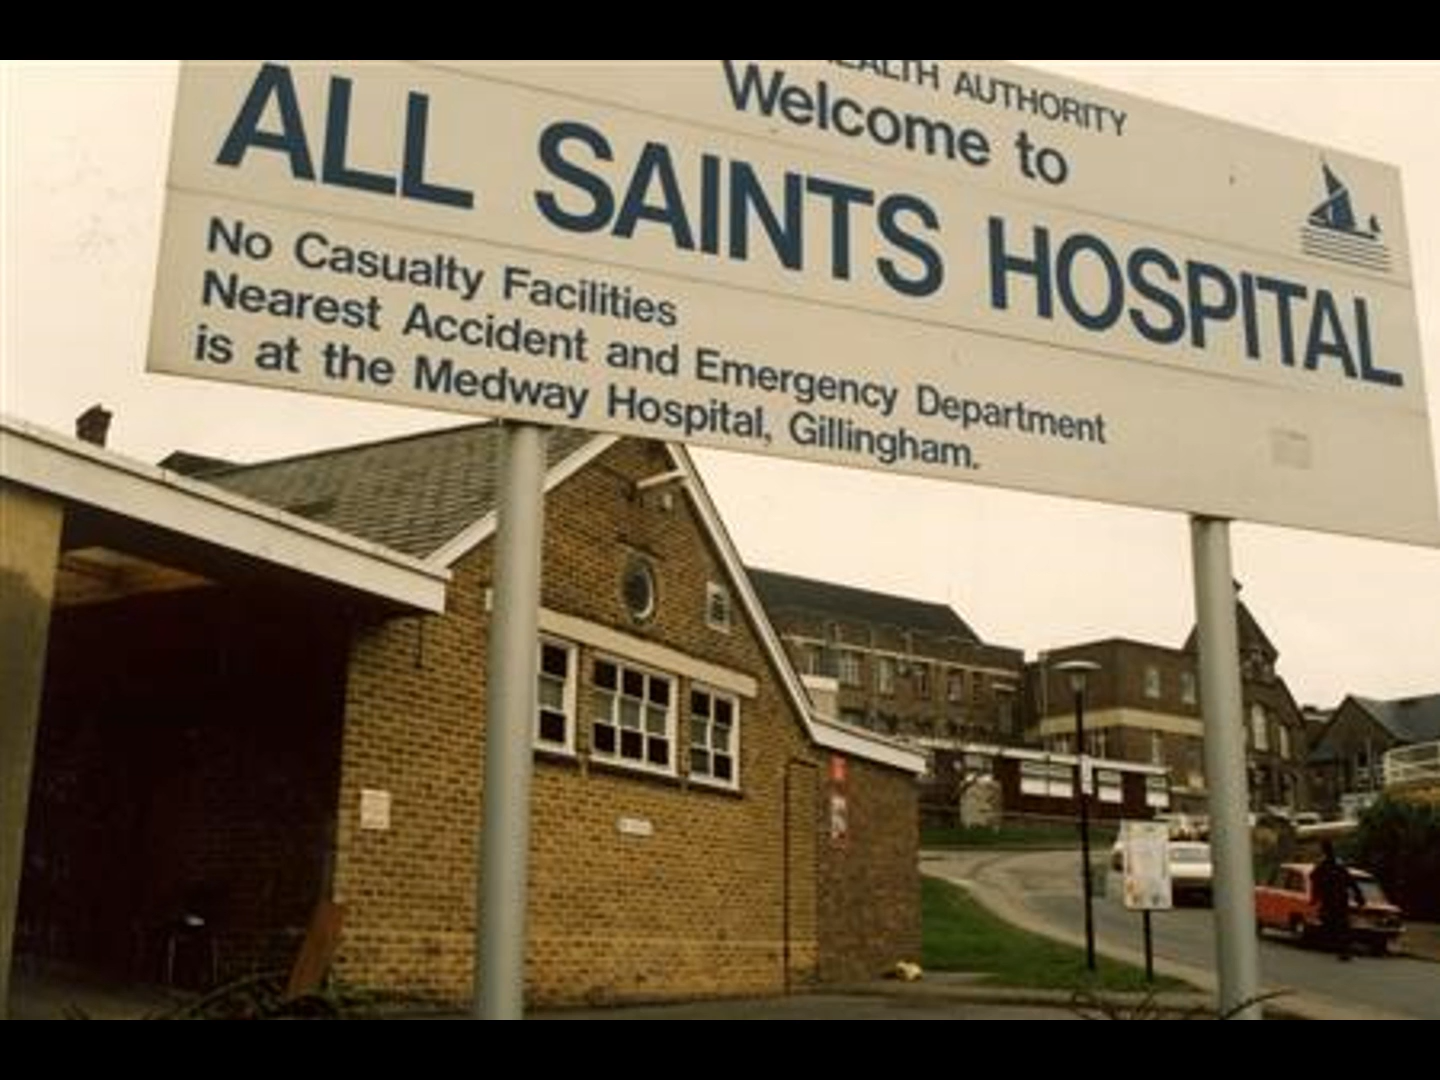 HEALTH AUTHORITY
Welcome to
ALL SAINTS HOSPITAL
No Casualty Facilities
Nearest Accident and Emergency Department
is at the Medway Hospital, Gillingham.